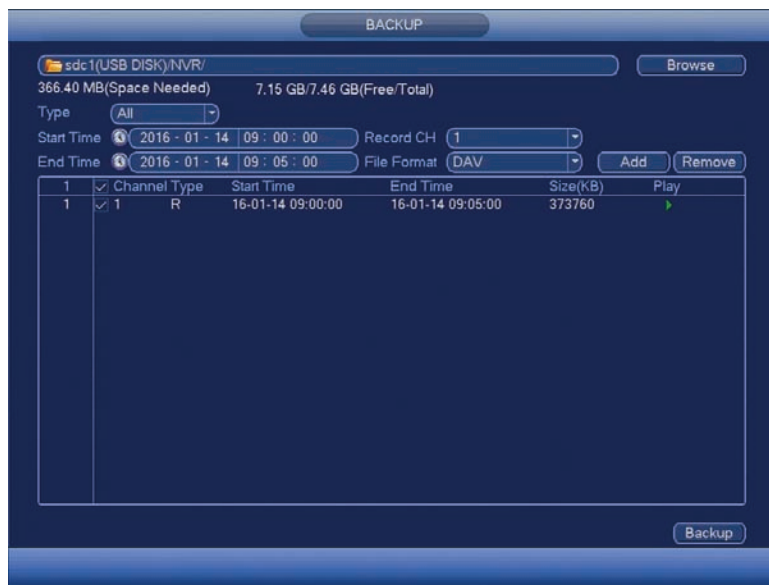 BACKUP
sdc1(USB DISK)/NVR/ Browse
366.40 MB(Space Needed) 7.15 GB/7.46 GB(Free/Total)
Type All
Start Time 2016 - 01 - 14 09 : 00 : 00 Record CH 1
End Time 2016 - 01 - 14 09 : 05 : 00 File Format DAV Add Remove
1 Channel Type Start Time End Time Size(KB) Play
1 1 R 16-01-14 09:00:00 16-01-14 09:05:00 373760
Backup